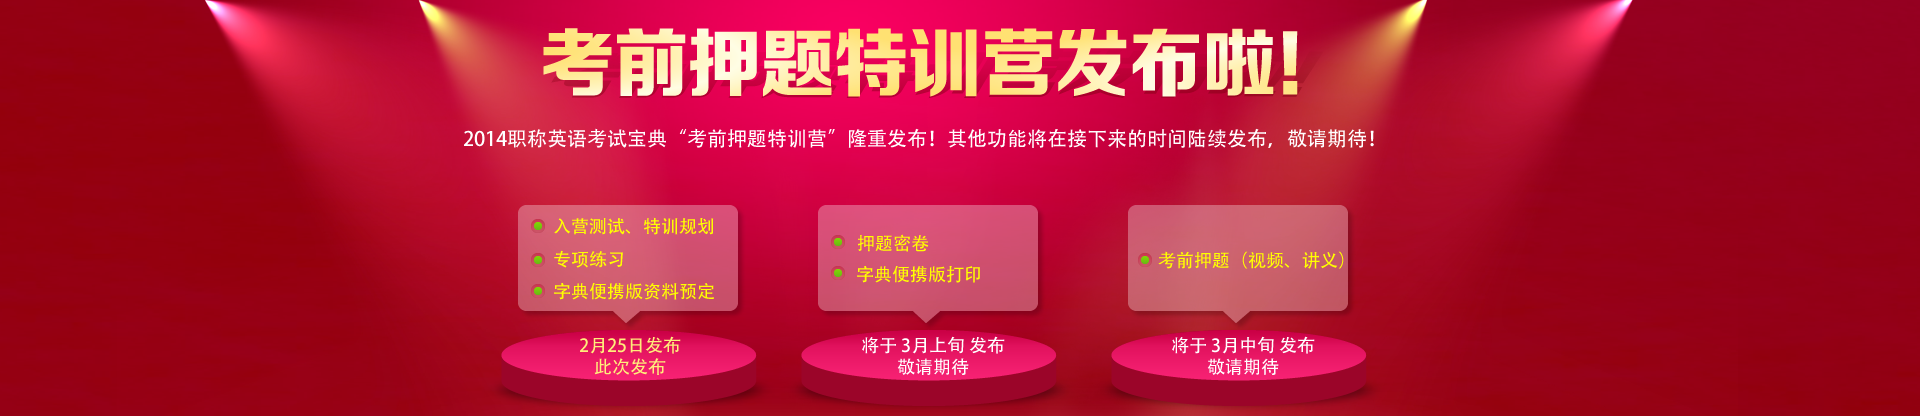 考前押题特训营发布啦!
2014职称英语考试宝典“考前押题特训营”隆重发布！其他功能将在接下来的时间陆续发布，敬请期待！
入营测试、特训规划
专项练习
字典便携版资料预定
2月25日发布
此次发布
押题密卷
字典便携版打印
将于 3月上旬 发布
敬请期待
考前押题（视频、讲义）
将于 3月中旬 发布
敬请期待